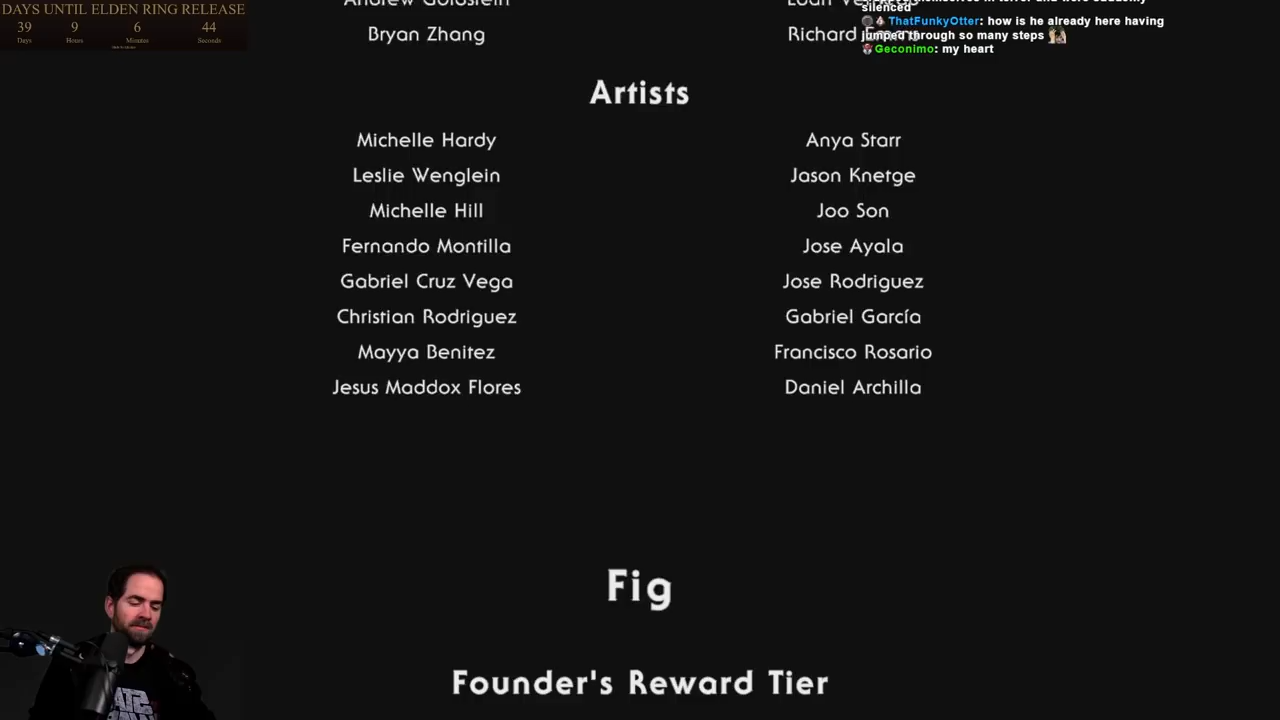 DAYS UNTIL ELDEN RING RELEASE
39 9 6 44
Days Hours Minutes Seconds
silenced
ThatFunkyOtter: how is he already here having
jumped through so many steps
Geconimo: my heart
Bryan Zhang Richard
Artists
Michelle Hardy Anya Starr
Leslie Wenglein Jason Knetge
Michelle Hill Joo Son
Fernando Montilla Jose Ayala
Gabriel Cruz Vega Jose Rodriguez
Christian Rodriguez Gabriel García
Mayya Benitez Francisco Rosario
Jesus Maddox Flores Daniel Archilla
Fig
Founder's Reward Tier